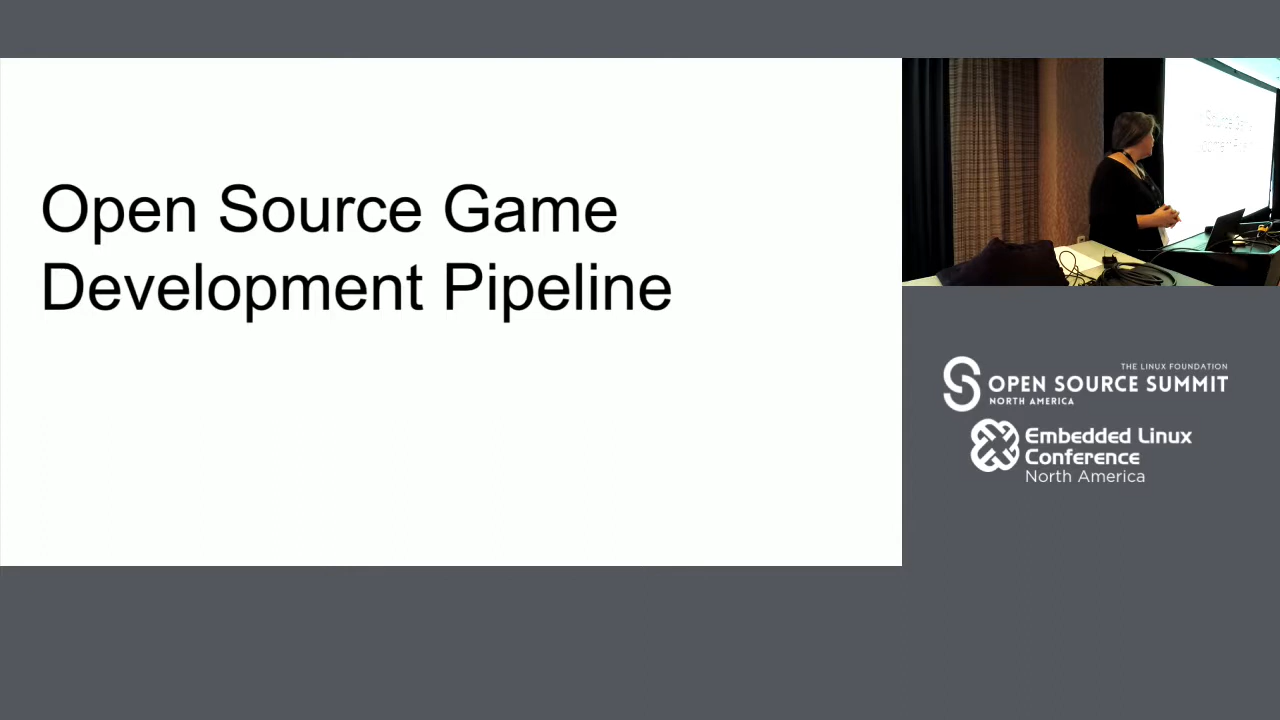 Open Source Game
Development Pipeline
THE LINUX FOUNDATION
OPEN SOURCE SUMMIT
NORTH AMERICA
Embedded Linux
Conference
North America